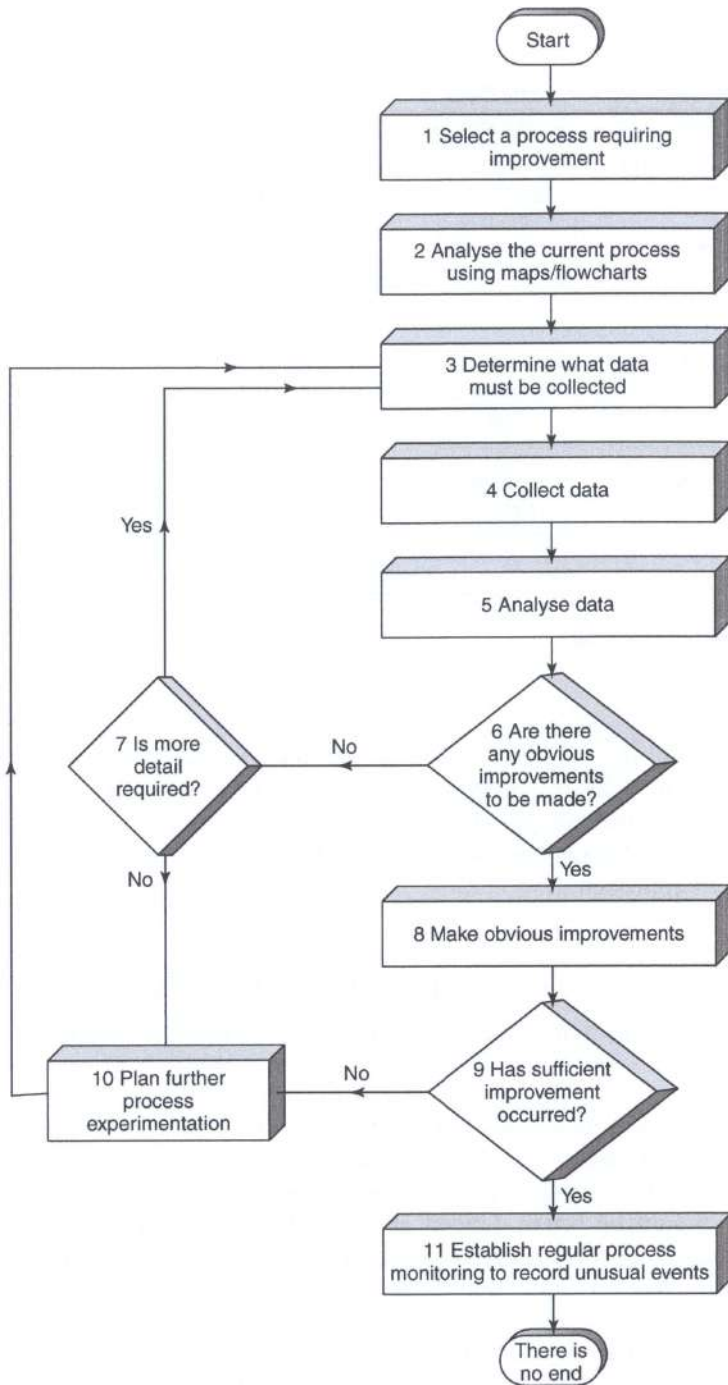 Start
1 Select a process requiring
improvement
2 Analyse the current process
using maps/flowcharts
3 Determine what data
must be collected
4 Collect data
Yes
5 Analyse data
7 Is more
detail
required?
No
6 Are there
any obvious
improvements
to be made?
No
Yes
8 Make obvious improvements
10 Plan further
process
experimentation
No
9 Has sufficient
improvement
occurred?
Yes
11 Establish regular process
monitoring to record unusual events
There is
no end